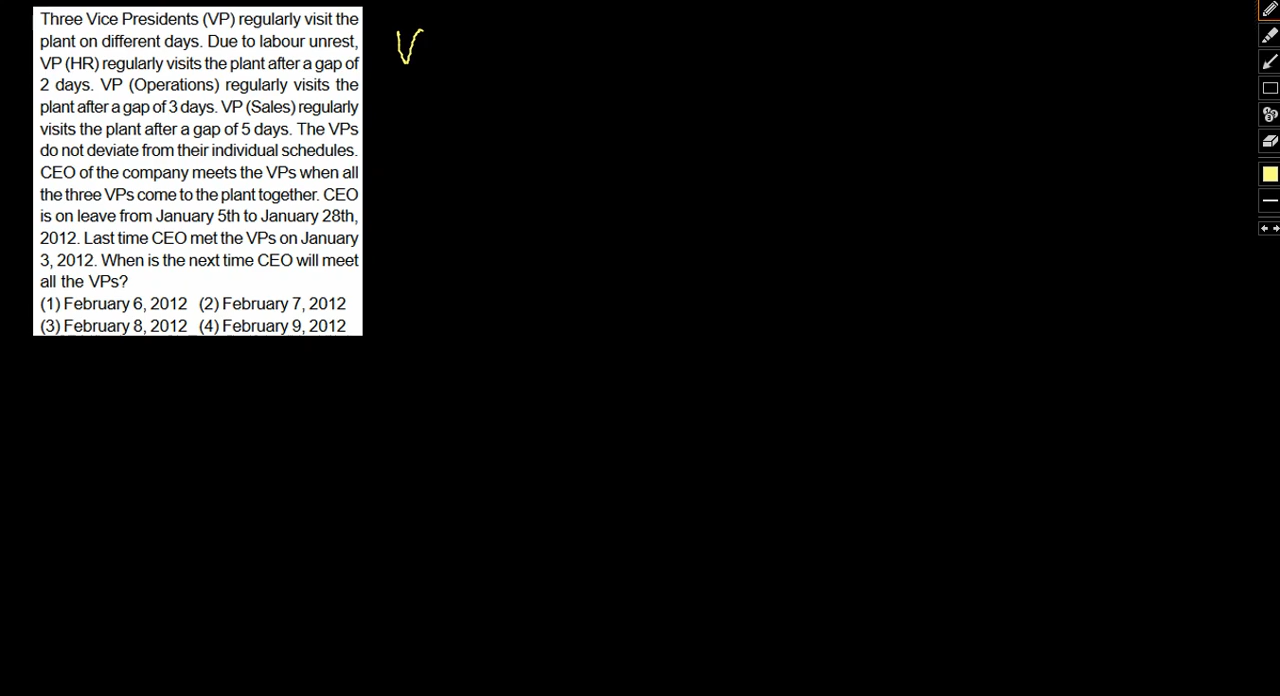 Three Vice Presidents (VP) regularly visit the
plant on different days. Due to labour unrest,
VP (HR) regularly visits the plant after a gap of
2 days. VP (Operations) regularly visits the
plant after a gap of 3 days. VP (Sales) regularly
visits the plant after a gap of 5 days. The VPs
do not deviate from their individual schedules.
CEO of the company meets the VPs when all
the three VPs come to the plant together. CEO
is on leave from January 5th to January 28th,
2012. Last time CEO met the VPs on January
3, 2012. When is the next time CEO will meet
all the VPs?
(1) February 6, 2012 (2) February 7, 2012
(3) February 8, 2012 (4) February 9, 2012
V